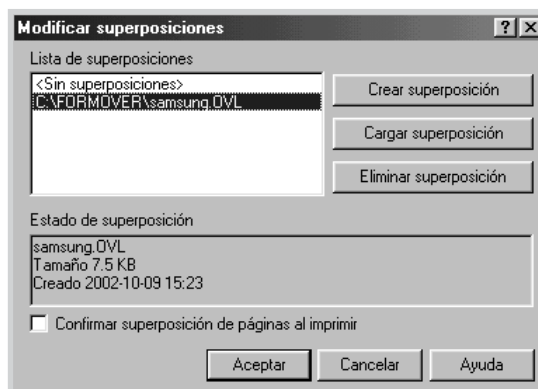 Modificar superposiciones
Lista de superposiciones
<Sin superposiciones>
C:\FORMOVER\samsung.OVL
Crear superposición
Cargar superposición
Eliminar superposición
Estado de superposición
samsung.OVL
Tamaño 7.5 KB
Creado 2002-10-09 15:23
Confirmar superposición de páginas al imprimir
Aceptar
Cancelar
Ayuda